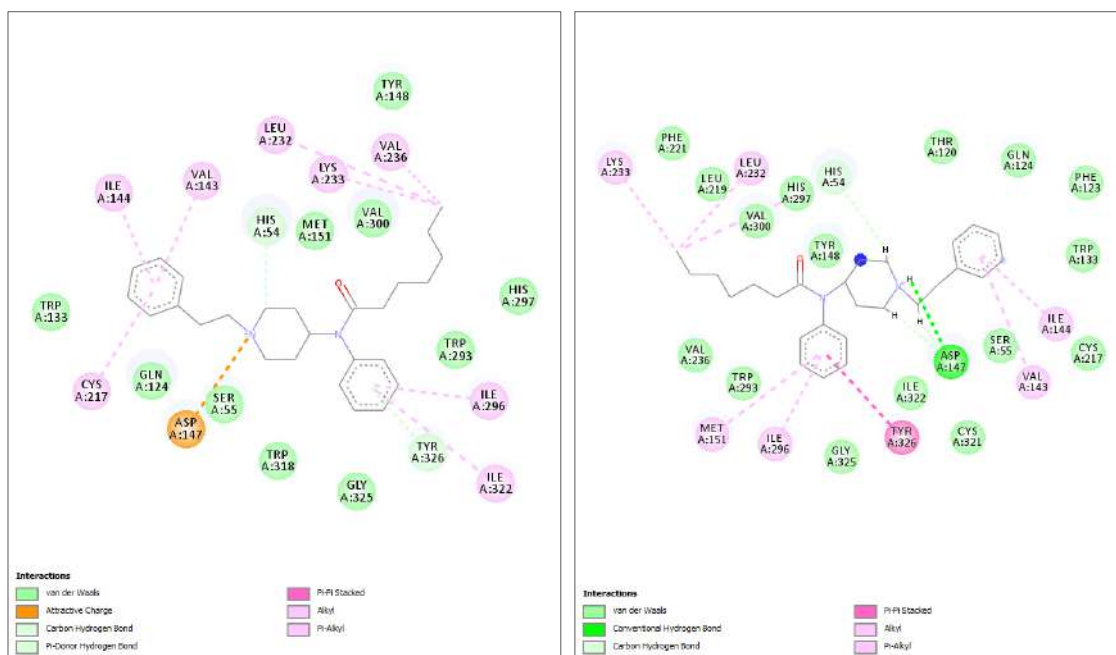 TYR
A:148
LEU
A:232
VAL
A:236
LYS
A:233
VAL
A:143
ILE
A:144
HIS
A:54
MET
A:151
VAL
A:300
HIS
A:297
TRP
A:133
TRP
A:293
GLN
A:124
SER
A:55
CYS
A:217
ILE
A:296
ASP
A:147
TYR
A:326
TRP
A:318
GLY
A:325
ILE
A:322
O
N
N
Interactions
van der Waals
Attractive Charge
Carbon Hydrogen Bond
Pi-Donor Hydrogen Bond
Pi-Pi Stacked
Alkyl
Pi-Alkyl
PHE
A:221
THR
A:120
GLN
A:124
LYS
A:233
LEU
A:219
LEU
A:232
HIS
A:54
PHE
A:123
HIS
A:297
VAL
A:300
TYR
A:148
TRP
A:133
ILE
A:144
SER
A:55
CYS
A:217
ASP
A:147
VAL
A:143
VAL
A:236
TRP
A:293
ILE
A:322
MET
A:151
ILE
A:296
TYR
A:326
CYS
A:321
GLY
A:325
O
N
N
H
H
H
H
Interactions
van der Waals
Conventional Hydrogen Bond
Carbon Hydrogen Bond
Pi-Pi Stacked
Alkyl
Pi-Alkyl